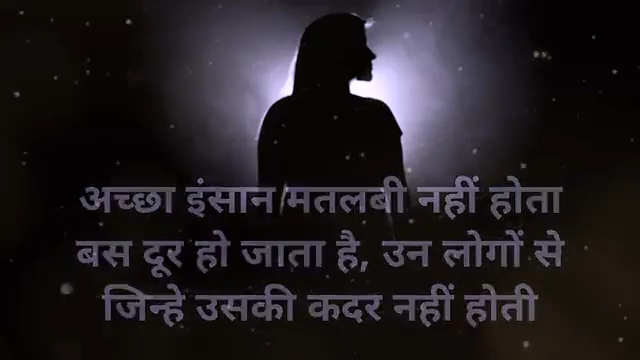 अच्छा इंसान मतलबी नहीं होता
बस दूर हो जाता है, उन लोगों से
जिन्हे उसकी कदर नहीं होती